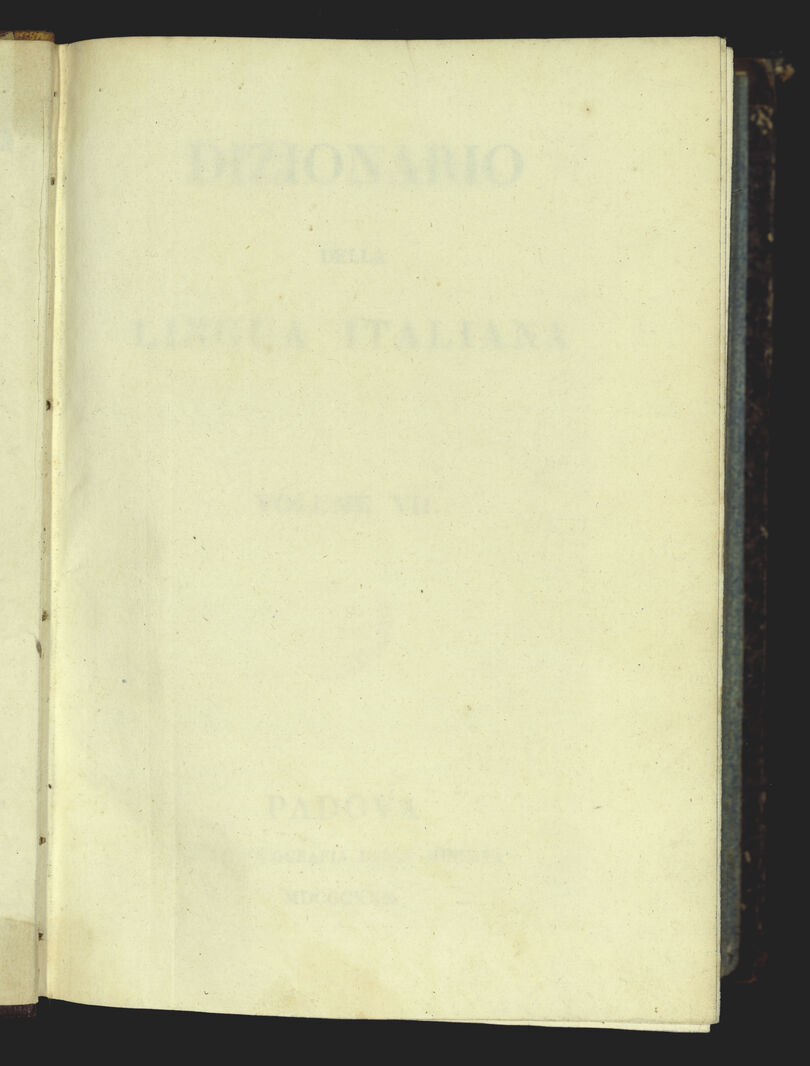 DIZIONARIO
DELLA
LINGUA ITALIANA
VOLUME VII.
PADOVA